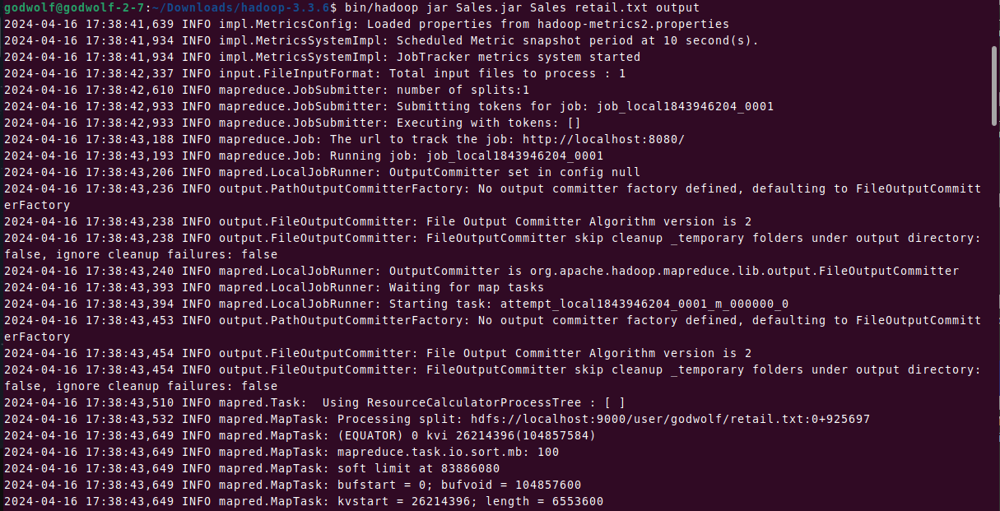 godwolf@godwolf-2-7:~/Downloads/hadoop-3.3.6$ bin/hadoop jar Sales.jar Sales retail.txt output
2024-04-16 17:38:41,639 INFO impl.MetricsConfig: Loaded properties from hadoop-metrics2.properties
2024-04-16 17:38:41,934 INFO impl.MetricsSystemImpl: Scheduled Metric snapshot period at 10 second(s).
2024-04-16 17:38:41,934 INFO impl.MetricsSystemImpl: JobTracker metrics system started
2024-04-16 17:38:42,337 INFO input.FileInputFormat: Total input files to process : 1
2024-04-16 17:38:42,610 INFO mapreduce.JobSubmitter: number of splits:1
2024-04-16 17:38:42,933 INFO mapreduce.JobSubmitter: Submitting tokens for job: job_local1843946204_0001
2024-04-16 17:38:42,933 INFO mapreduce.JobSubmitter: Executing with tokens: []
2024-04-16 17:38:43,188 INFO mapreduce.Job: The url to track the job: http://localhost:8080/
2024-04-16 17:38:43,193 INFO mapreduce.Job: Running job: job_local1843946204_0001
2024-04-16 17:38:43,206 INFO mapred.LocalJobRunner: OutputCommitter set in config null
2024-04-16 17:38:43,236 INFO output.PathOutputCommitterFactory: No output committer factory defined, defaulting to FileOutputCommitt
erFactory
2024-04-16 17:38:43,238 INFO output.FileOutputCommitter: File Output Committer Algorithm version is 2
2024-04-16 17:38:43,238 INFO output.FileOutputCommitter: FileOutputCommitter skip cleanup _temporary folders under output directory:
false, ignore cleanup failures: false
2024-04-16 17:38:43,240 INFO mapred.LocalJobRunner: OutputCommitter is org.apache.hadoop.mapreduce.lib.output.FileOutputCommitter
2024-04-16 17:38:43,393 INFO mapred.LocalJobRunner: Waiting for map tasks
2024-04-16 17:38:43,394 INFO mapred.LocalJobRunner: Starting task: attempt_local1843946204_0001_m_000000_0
2024-04-16 17:38:43,453 INFO output.PathOutputCommitterFactory: No output committer factory defined, defaulting to FileOutputCommitt
erFactory
2024-04-16 17:38:43,454 INFO output.FileOutputCommitter: File Output Committer Algorithm version is 2
2024-04-16 17:38:43,454 INFO output.FileOutputCommitter: FileOutputCommitter skip cleanup _temporary folders under output directory:
false, ignore cleanup failures: false
2024-04-16 17:38:43,510 INFO mapred.Task:  Using ResourceCalculatorProcessTree : [ ]
2024-04-16 17:38:43,532 INFO mapred.MapTask: Processing split: hdfs://localhost:9000/user/godwolf/retail.txt:0+925697
2024-04-16 17:38:43,649 INFO mapred.MapTask: (EQUATOR) 0 kvi 26214396(104857584)
2024-04-16 17:38:43,649 INFO mapred.MapTask: mapreduce.task.io.sort.mb: 100
2024-04-16 17:38:43,649 INFO mapred.MapTask: soft limit at 83886080
2024-04-16 17:38:43,649 INFO mapred.MapTask: bufstart = 0; bufvoid = 104857600
2024-04-16 17:38:43,649 INFO mapred.MapTask: kvstart = 26214396; length = 6553600